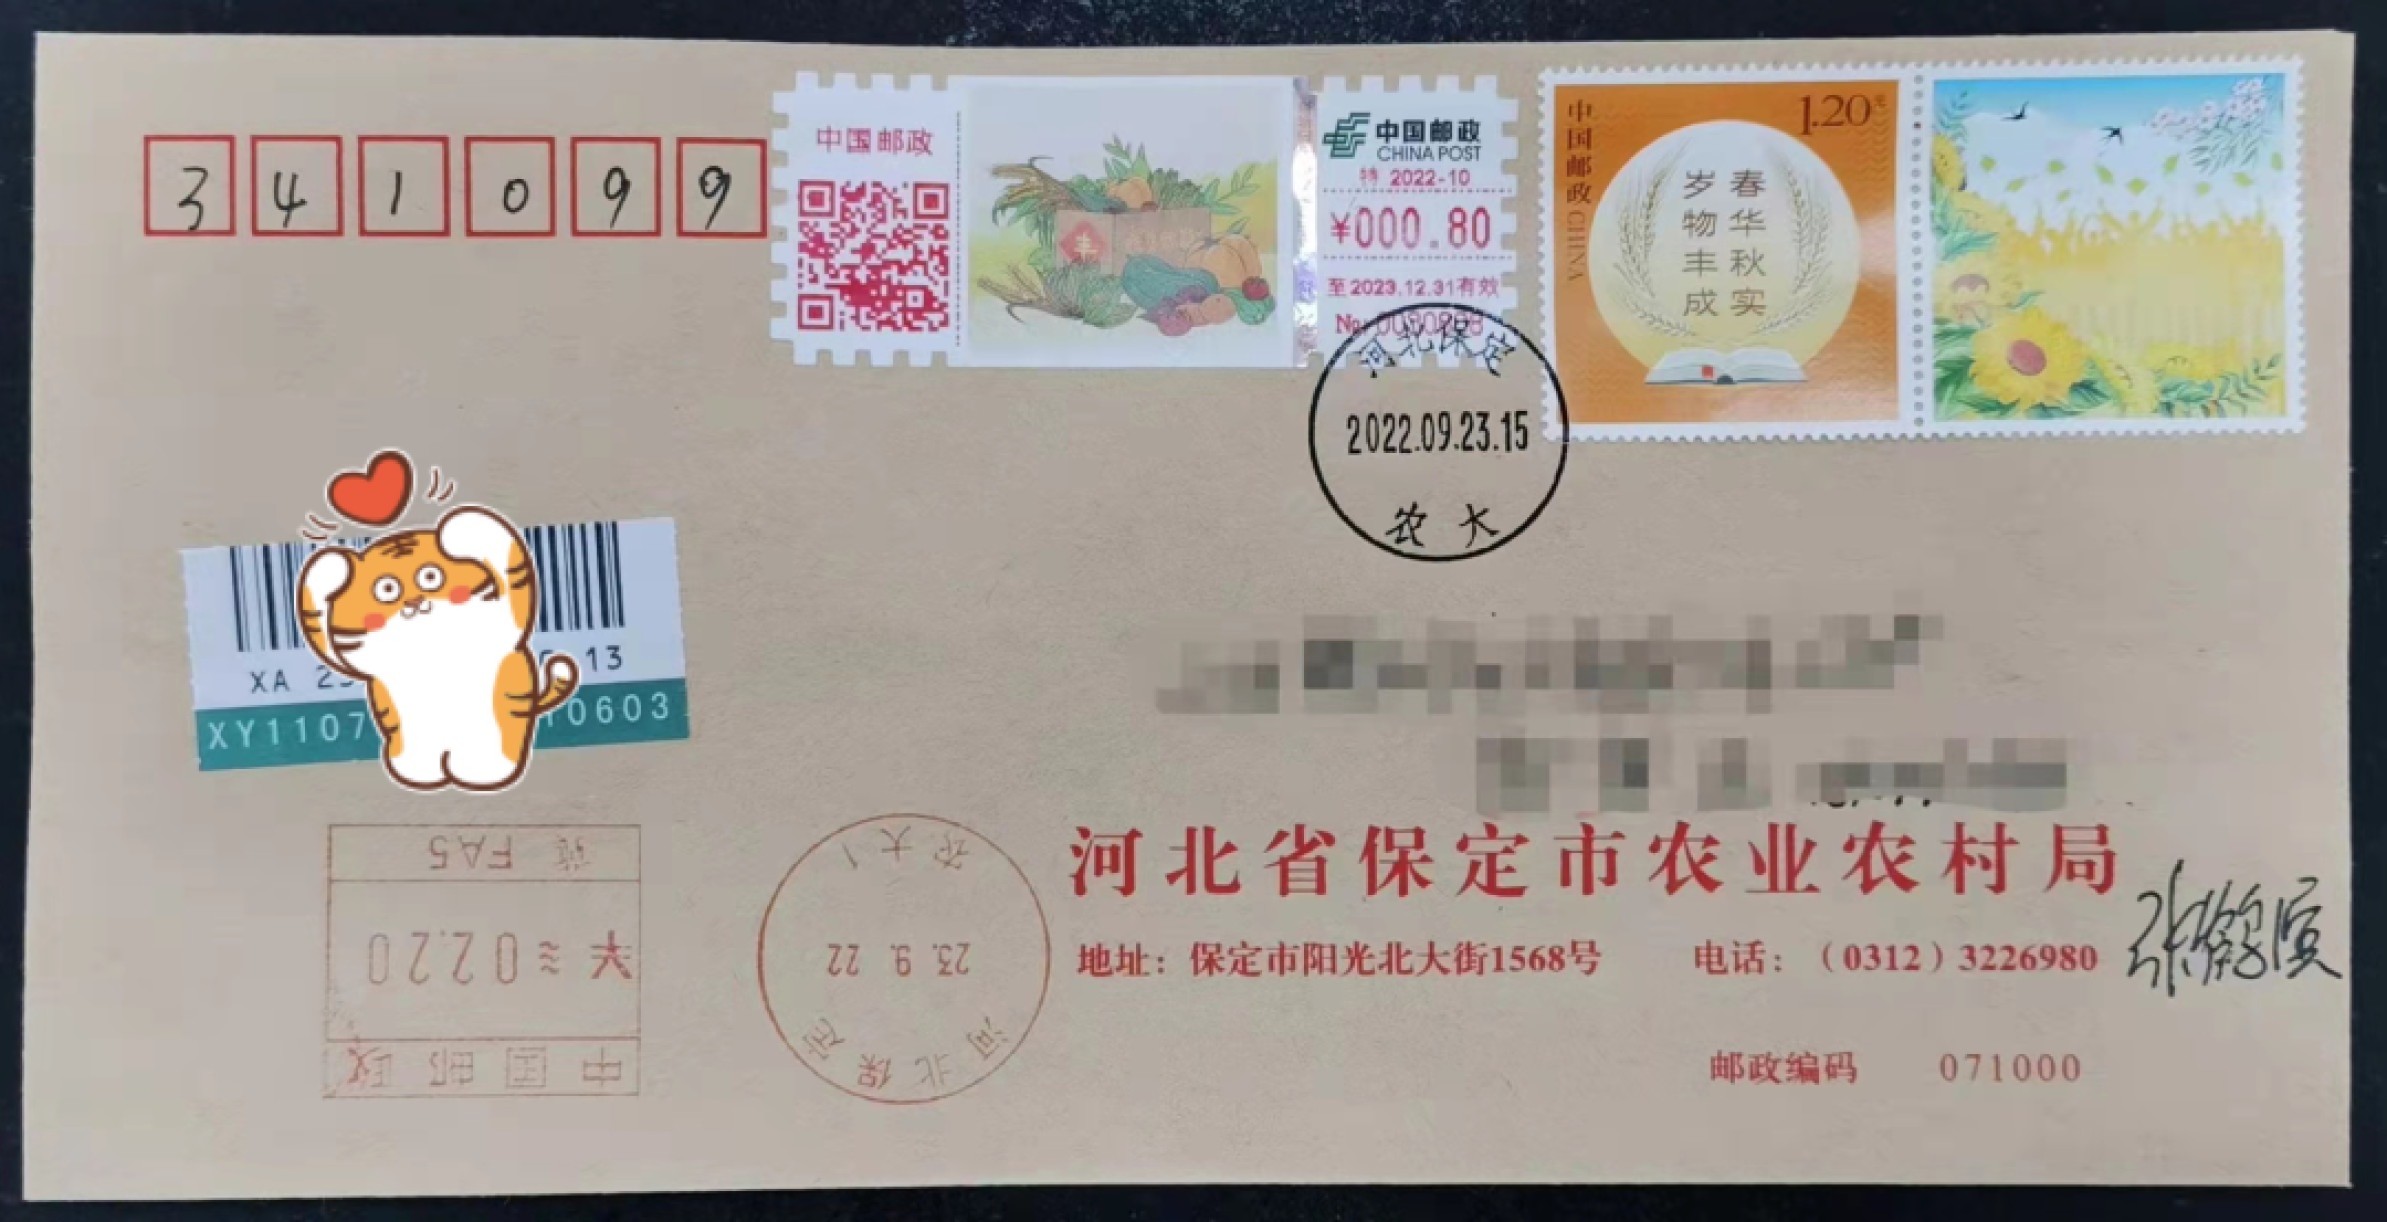 341099
中国邮政
中国邮政
CHINA POST
特 2022-10
¥000.80
至2023.12.31有效
中国邮政 CHINA
1.20元
春华秋实
岁物丰成
河北保定
2022.09.23.15
农大
XA 13
XY1107 0603
FA5
≈02.20
中国邮政
农大1
23.9.22
河北保定
河北省保定市农业农村局
地址：保定市阳光北大街1568号 电话：（0312）3226980
邮政编码 071000